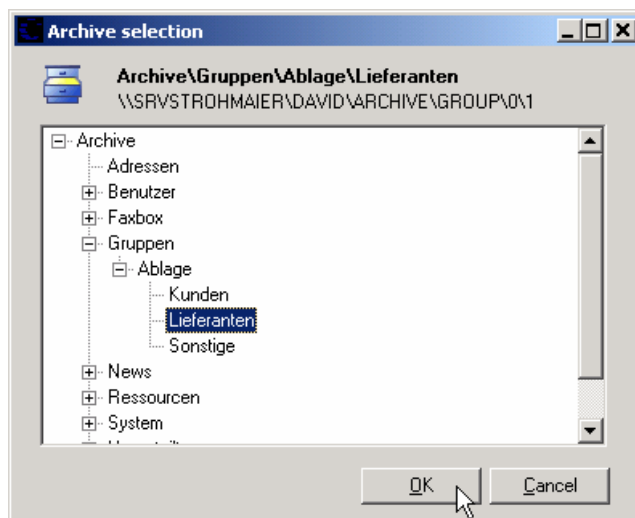 Archive selection
Archive\Gruppen\Ablage\Lieferanten
\\SRVSTROHMAIER\DAVID\ARCHIVE\GROUP\0\1
Archive
Adressen
Benutzer
Faxbox
Gruppen
Ablage
Kunden
Lieferanten
Sonstige
News
Ressourcen
System
OK
Cancel